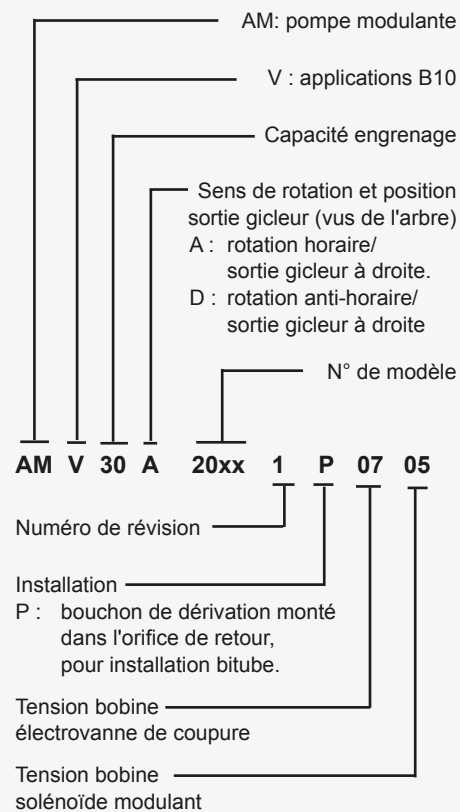 AM: pompe modulante
V : applications B10
Capacité engrenage
Sens de rotation et position
sortie gicleur (vus de l'arbre)
A : rotation horaire/
sortie gicleur à droite.
D : rotation anti-horaire/
sortie gicleur à droite
N° de modèle
AM V 30 A 20xx 1 P 07 05
Numéro de révision
Installation
P : bouchon de dérivation monté
dans l'orifice de retour,
pour installation bitube.
Tension bobine
électrovanne de coupure
Tension bobine
solénoïde modulant